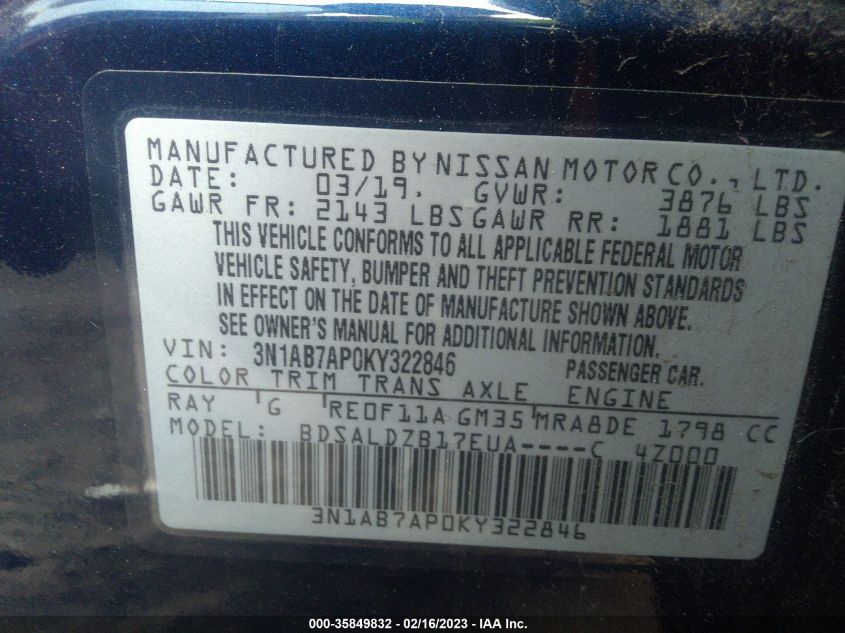 MANUFACTURED BY NISSAN MOTOR CO., LTD.
DATE: 03/19. GVWR: 3876 LBS
GAWR FR: 2143 LBS GAWR RR: 1881 LBS
THIS VEHICLE CONFORMS TO ALL APPLICABLE FEDERAL MOTOR
VEHICLE SAFETY, BUMPER AND THEFT PREVENTION STANDARDS
IN EFFECT ON THE DATE OF MANUFACTURE SHOWN ABOVE.
SEE OWNER'S MANUAL FOR ADDITIONAL INFORMATION.
VIN: 3N1AB7AP0KY322846 PASSENGER CAR.
COLOR TRIM TRANS AXLE ENGINE
RAY G RE0F11A GM35 MRA8DE 1798 CC
MODEL: BDSALDZB17EUA----C 4Z000
3N1AB7AP0KY322846
000-35849832 - 02/16/2023 - IAA Inc.